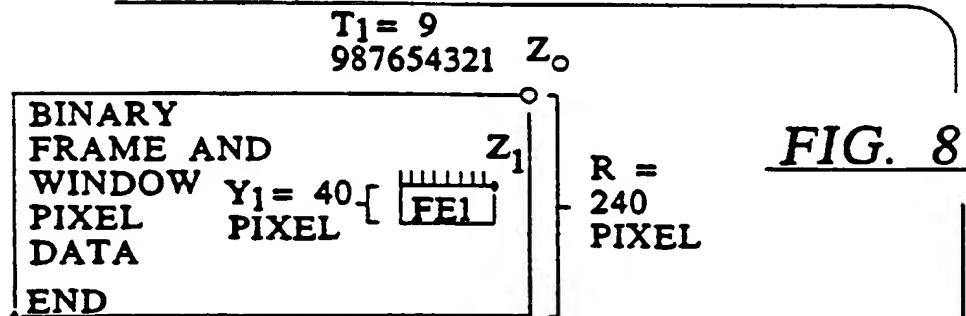 T1= 9
987654321 Zo
BINARY
FRAME AND
WINDOW
PIXEL
DATA
END
Y1= 40
PIXEL
FE1
Z1
R =
240
PIXEL
FIG. 8